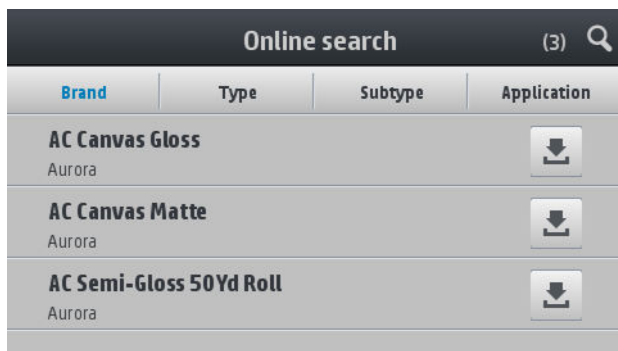 Online search (3)
Brand Type Subtype Application
AC Canvas Gloss
Aurora
AC Canvas Matte
Aurora
AC Semi-Gloss 50Yd Roll
Aurora